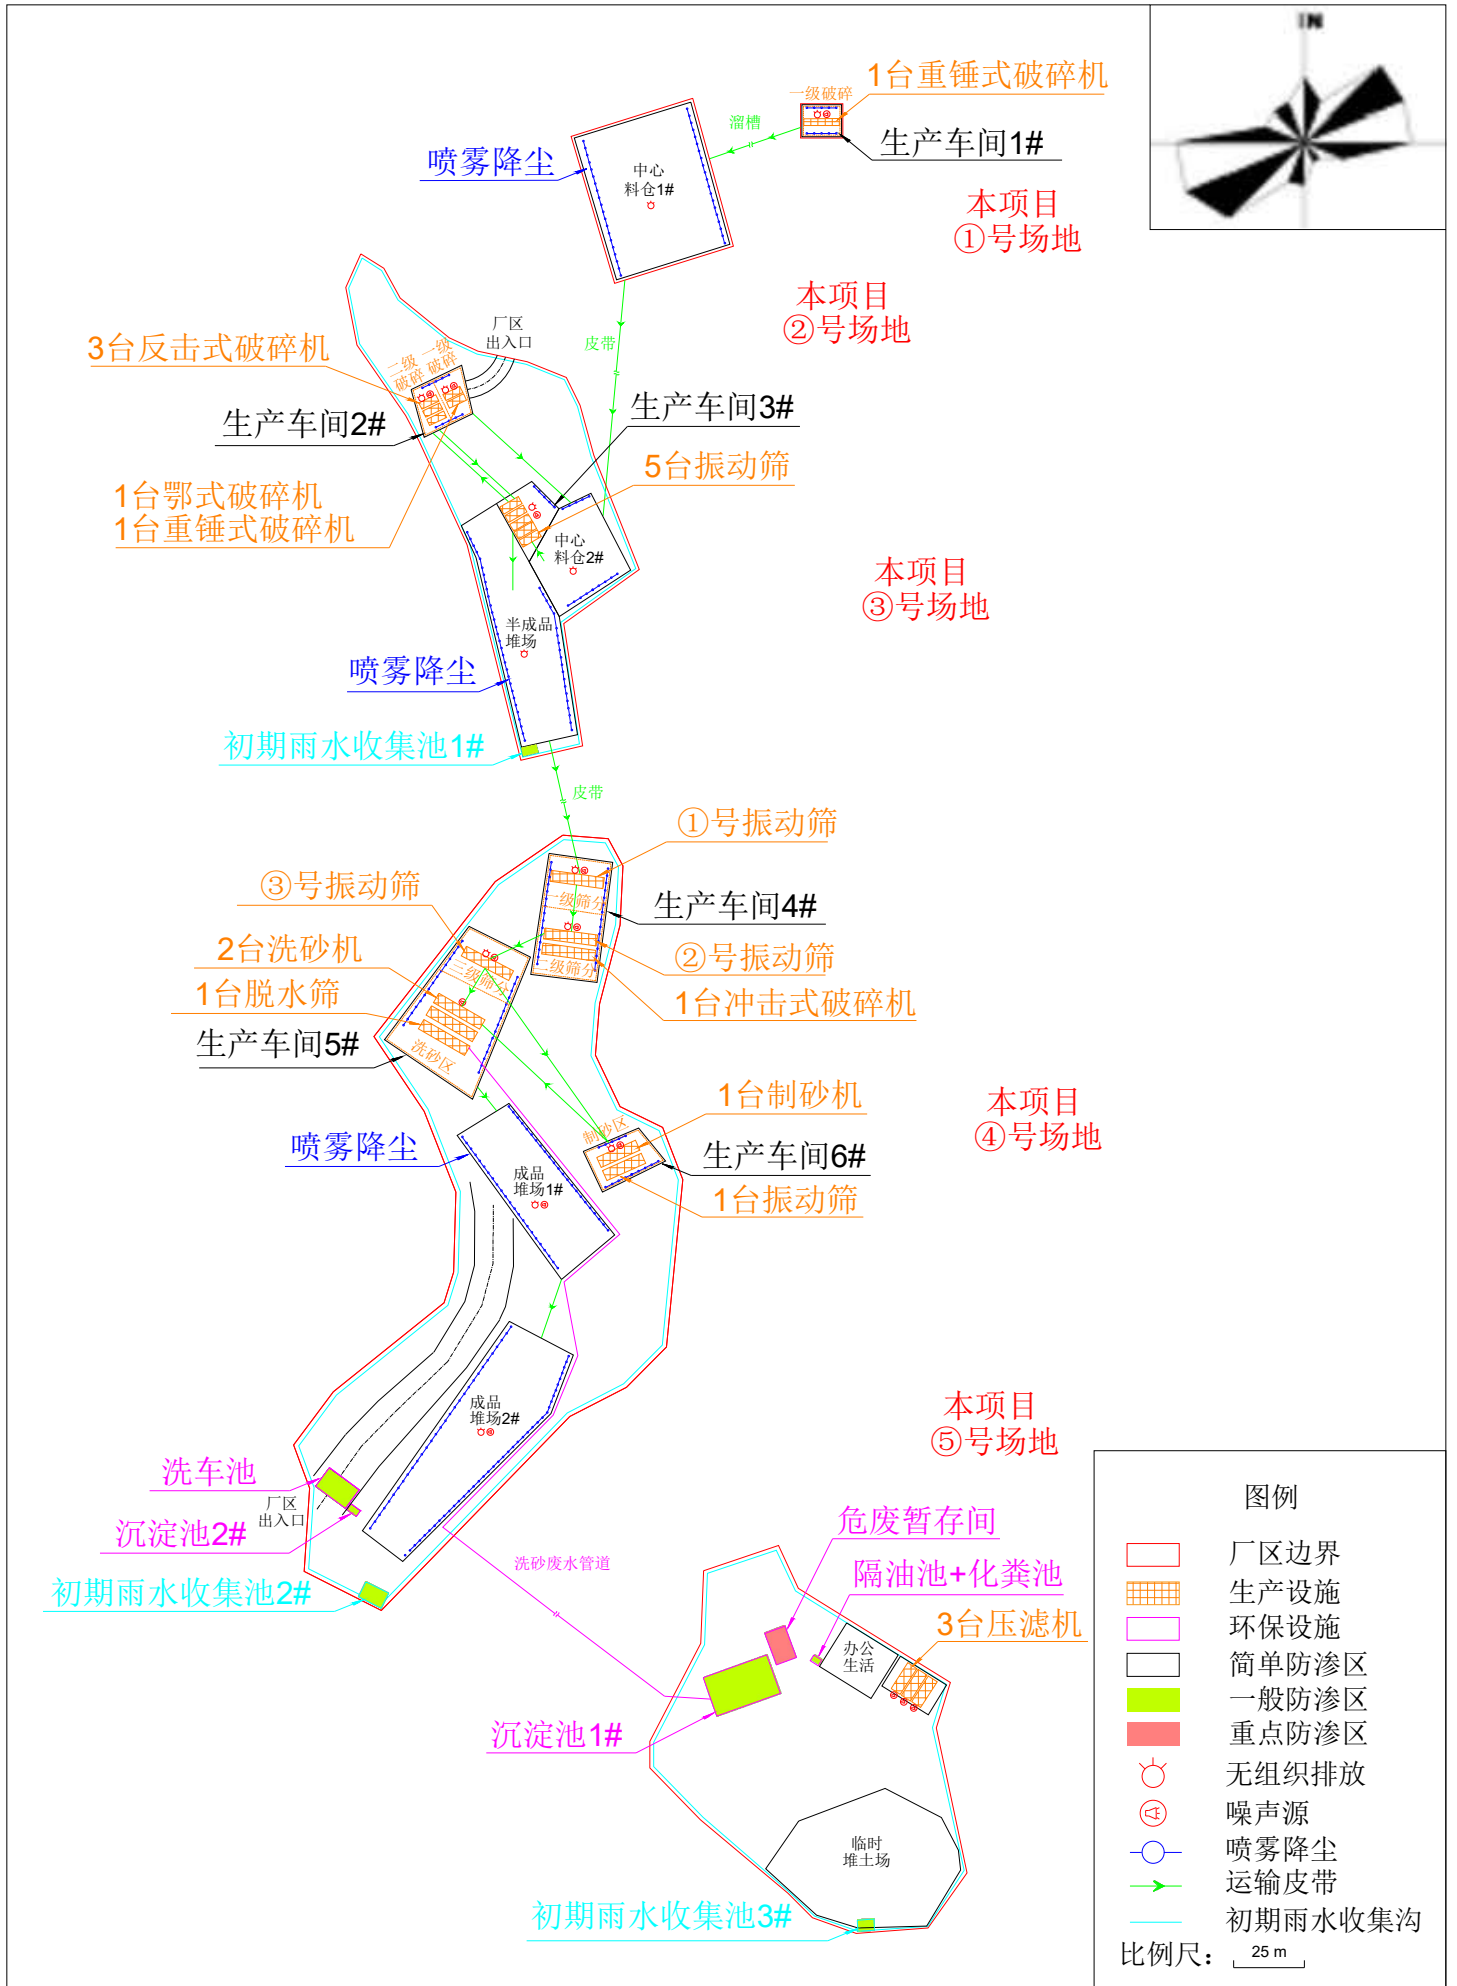 N
1台重锤式破碎机
一级破碎
溜槽
生产车间1#
喷雾降尘
中心
料仓1#
本项目
①号场地
本项目
②号场地
厂区
出入口
皮带
3台反击式破碎机
二级
破碎
一级
破碎
生产车间2#
生产车间3#
5台振动筛
1台鄂式破碎机
1台重锤式破碎机
中心
料仓2#
本项目
③号场地
半成品
堆场
喷雾降尘
初期雨水收集池1#
皮带
①号振动筛
③号振动筛
一级筛分
生产车间4#
2台洗砂机
②号振动筛
三级筛分
二级筛分
1台脱水筛
1台冲击式破碎机
生产车间5#
洗砂区
1台制砂机
本项目
④号场地
制砂区
喷雾降尘
生产车间6#
成品
堆场1#
1台振动筛
成品
堆场2#
本项目
⑤号场地
洗车池
厂区
出入口
沉淀池2#
危废暂存间
洗砂废水管道
隔油池+化粪池
初期雨水收集池2#
3台压滤机
办公
生活
沉淀池1#
临时
堆土场
初期雨水收集池3#
图例
厂区边界
生产设施
环保设施
简单防渗区
一般防渗区
重点防渗区
无组织排放
噪声源
喷雾降尘
运输皮带
初期雨水收集沟
比例尺：
25 m